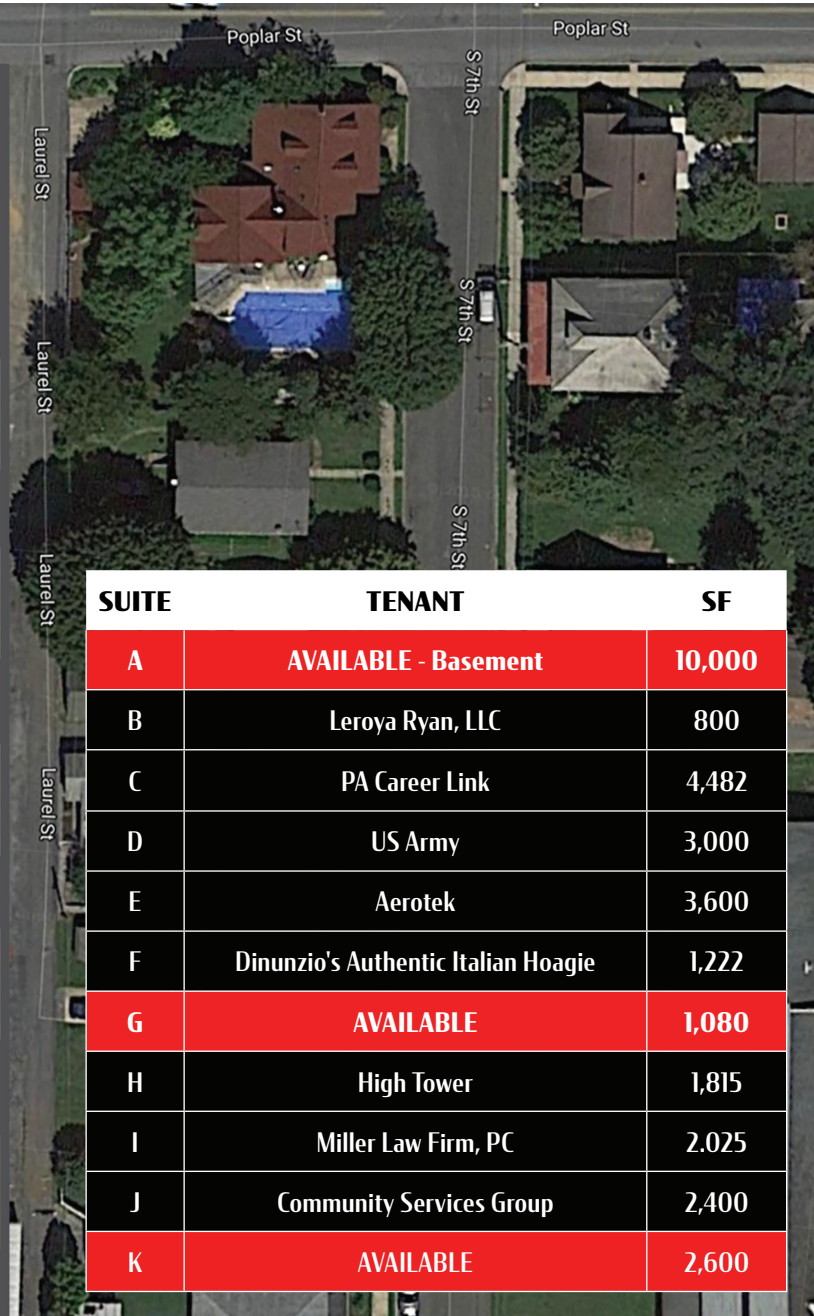 Poplar St
Poplar St
S 7th St
Laurel St
S 7th St
Laurel St
S 7th St
Laurel St
Laurel St
SUITE TENANT SF
A AVAILABLE - Basement 10,000
B Leroya Ryan, LLC 800
C PA Career Link 4,482
D US Army 3,000
E Aerotek 3,600
F Dinunzio's Authentic Italian Hoagie 1,222
G AVAILABLE 1,080
H High Tower 1,815
I Miller Law Firm, PC 2.025
J Community Services Group 2,400
K AVAILABLE 2,600